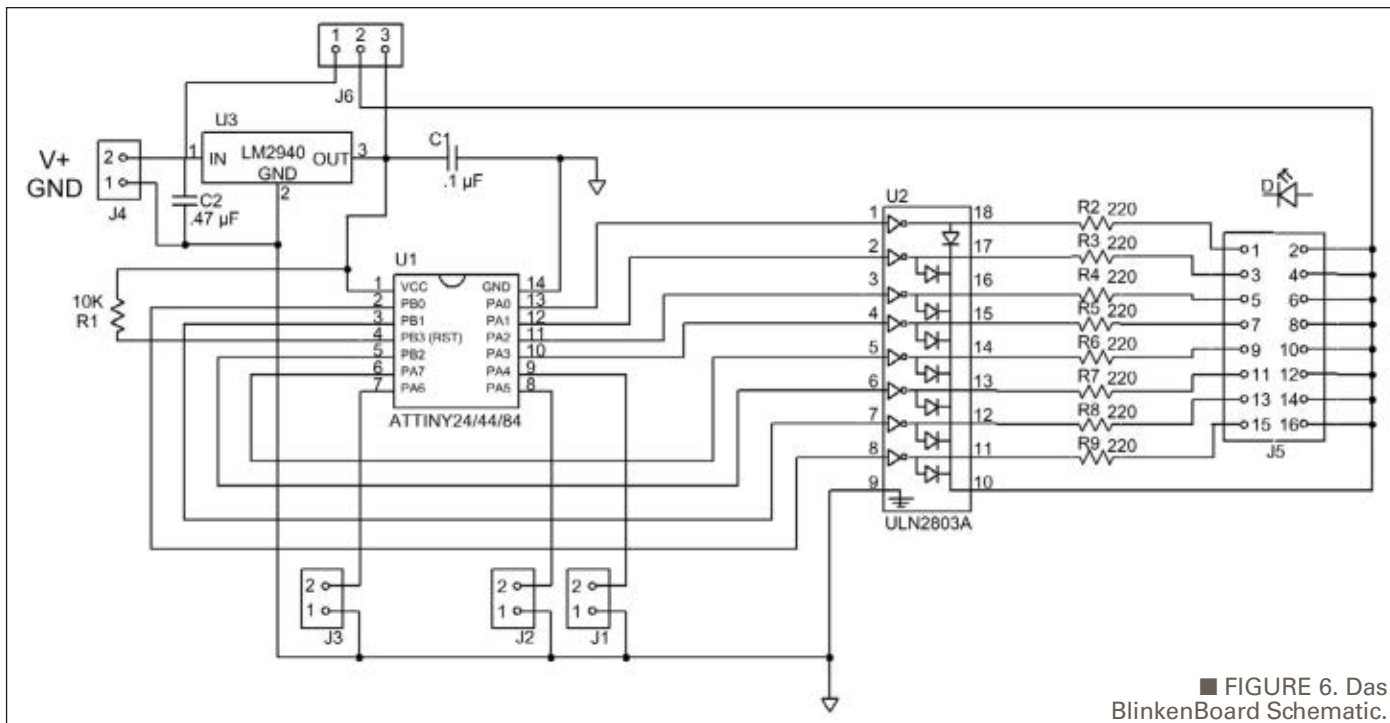 1 2 3
J6
U3
V+
GND
2
1
J4
1 IN LM2940 OUT 3
GND
2
C1
.1 µF
C2
.47 µF
10K
R1
U1
1 VCC GND 14
2 PB0 PA0 13
3 PB1 PA1 12
4 PB3 (RST) PA2 11
5 PB2 PA3 10
6 PA7 PA4 9
7 PA6 PA5 8
ATTINY24/44/84
U2
1 18
2 17
3 16
4 15
5 14
6 13
7 12
8 11
9 10
ULN2803A
R2 220
R3 220
R4 220
R5 220
R6 220
R7 220
R8 220
R9 220
D
1 2
3 4
5 6
7 8
9 10
11 12
13 14
15 16
J5
2
1
J3
2
1
J2
2
1
J1
■ FIGURE 6. Das
BlinkenBoard Schematic.